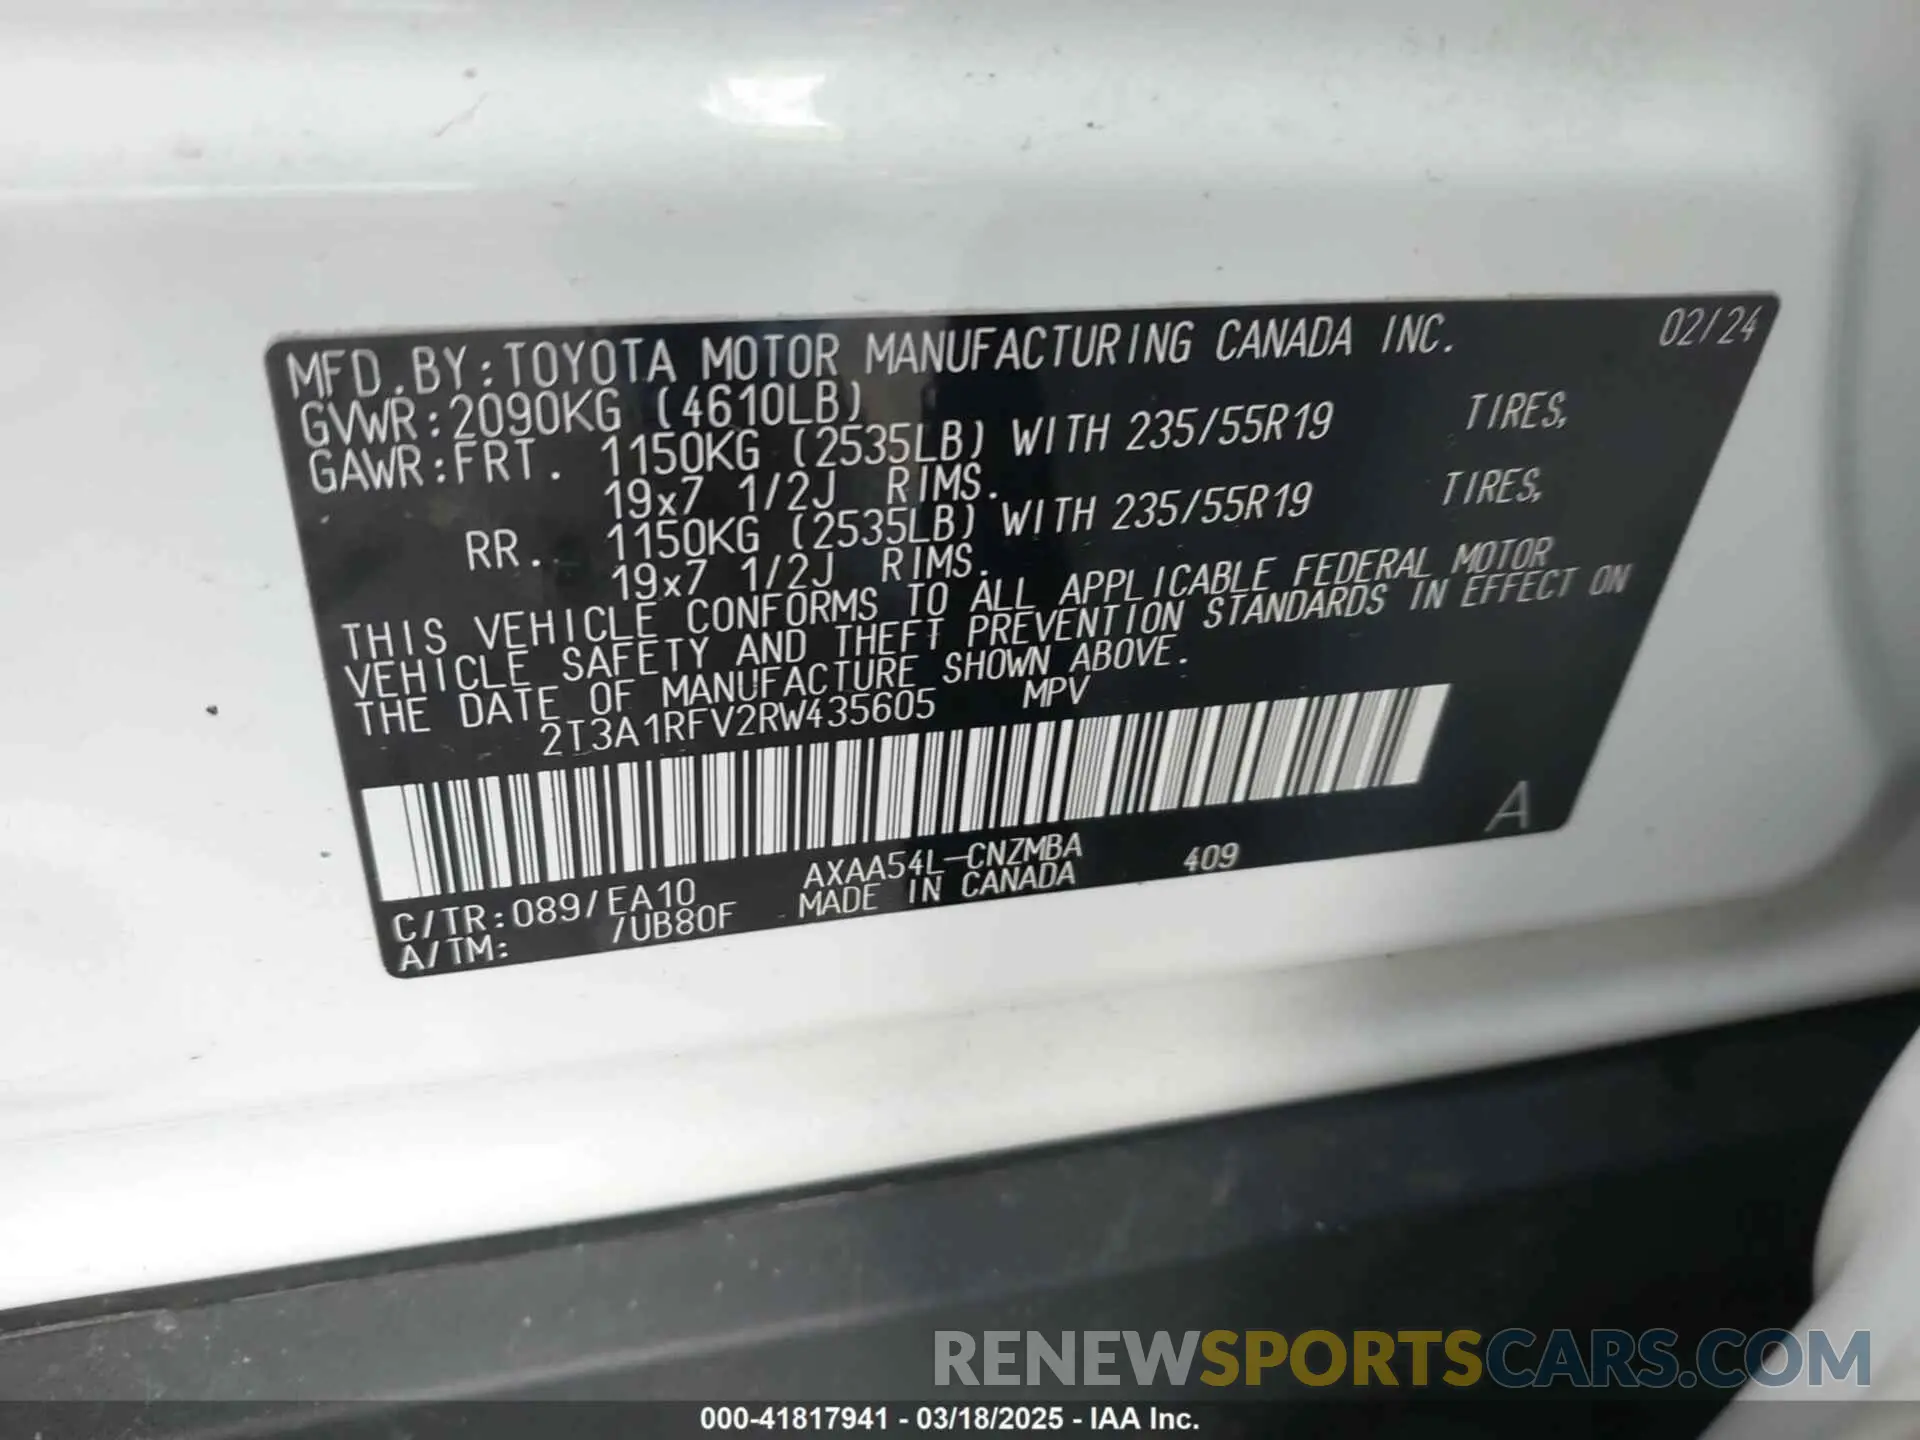 MFD.BY:TOYOTA MOTOR MANUFACTURING CANADA INC. 02/24
GVWR:2090KG (4610LB)
GAWR:FRT. 1150KG (2535LB) WITH 235/55R19 TIRES,
19x7 1/2J RIMS.
RR. 1150KG (2535LB) WITH 235/55R19 TIRES,
19x7 1/2J RIMS.
THIS VEHICLE CONFORMS TO ALL APPLICABLE FEDERAL MOTOR
VEHICLE SAFETY AND THEFT PREVENTION STANDARDS IN EFFECT ON
THE DATE OF MANUFACTURE SHOWN ABOVE.
2T3A1RFV2RW435605 MPV
A
AXAA54L-CNZMBA 409
C/TR:089/EA10 MADE IN CANADA
A/TM: /UB80F
RENEWSPORTSCARS.COM
000-41817941 - 03/18/2025 - IAA Inc.